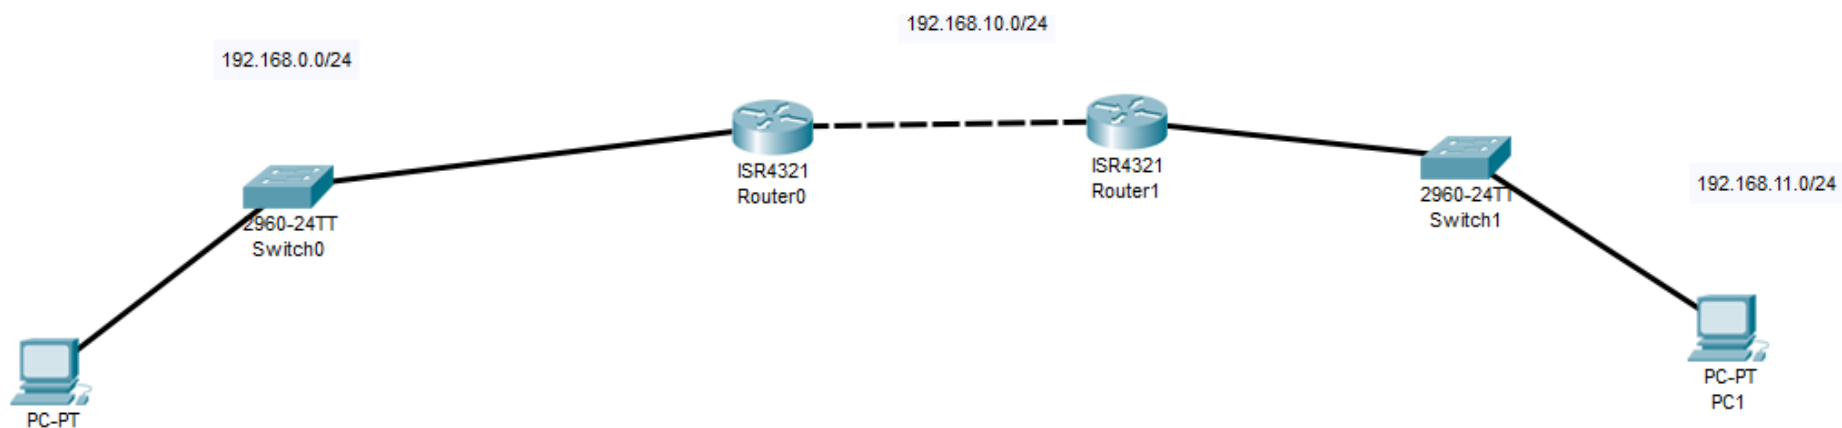 192.168.10.0/24
192.168.0.0/24
ISR4321
Router0
ISR4321
Router1
2960-24TT
Switch0
2960-24TT
Switch1
192.168.11.0/24
PC-PT
PC-PT
PC1